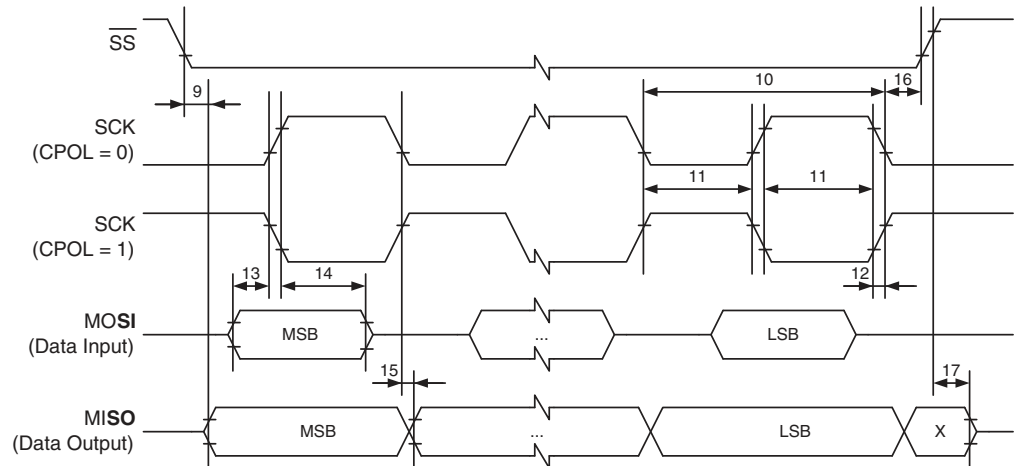 SS
9
10
16
SCK
(CPOL = 0)
11
11
SCK
(CPOL = 1)
13
14
12
MOSI
(Data Input)
MSB
...
LSB
15
17
MISO
(Data Output)
MSB
...
LSB
X